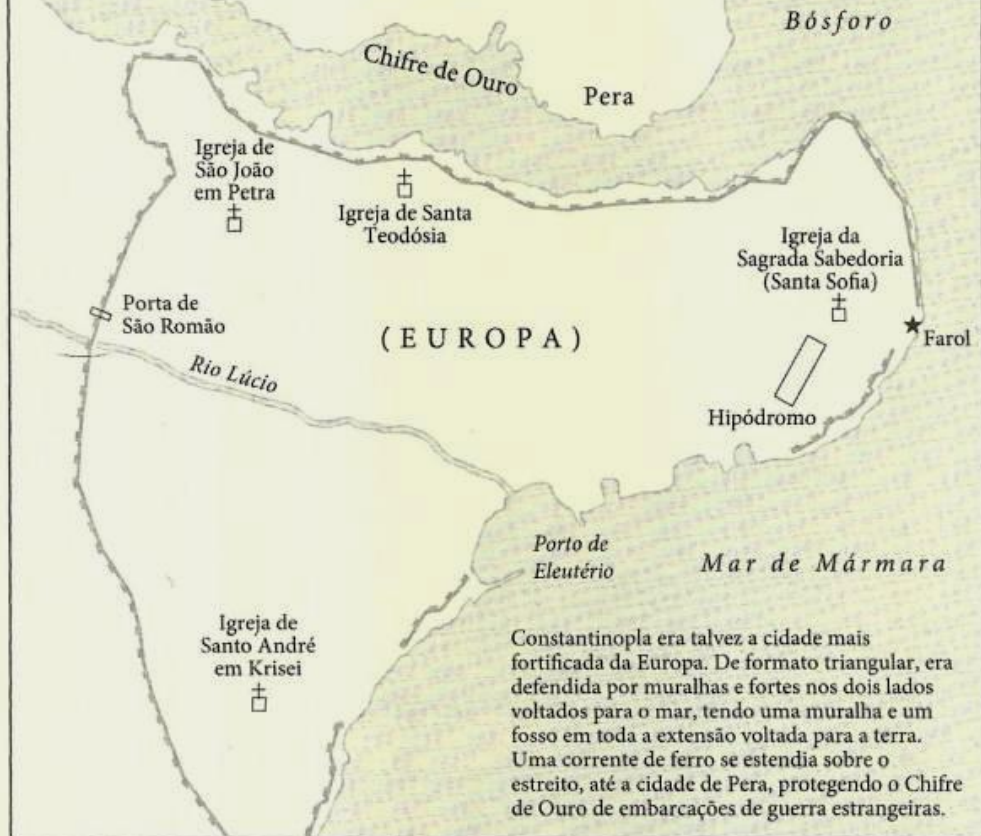 Bósforo
Chifre de Ouro
Pera
Igreja de
São João
em Petra
Igreja de Santa
Teodósia
Igreja da
Sagrada Sabedoria
(Santa Sofia)
Porta de
São Romão
(EUROPA)
Farol
Rio Lúcio
Hipódromo
Porto de
Eleutério
Mar de Mármara
Igreja de
Santo André
em Krisei
Constantinopla era talvez a cidade mais
fortificada da Europa. De formato triangular, era
defendida por muralhas e fortes nos dois lados
voltados para o mar, tendo uma muralha e um
fosso em toda a extensão voltada para a terra.
Uma corrente de ferro se estendia sobre o
estreito, até a cidade de Pera, protegendo o Chifre
de Ouro de embarcações de guerra estrangeiras.